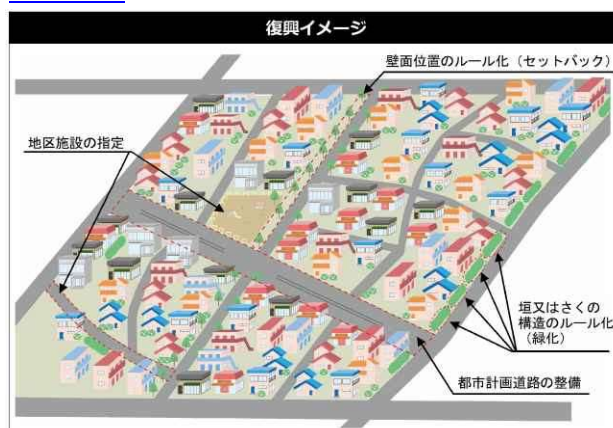 復興イメージ
壁面位置のルール化（セットバック）
地区施設の指定
垣又はさくの
構造のルール化
（緑化）
都市計画道路の整備